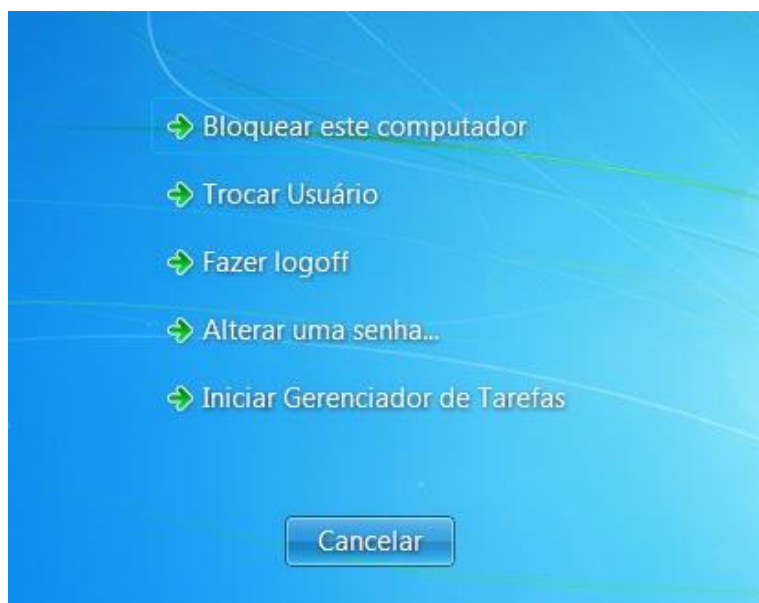 Bloquear este computador
Trocar Usuário
Fazer logoff
Alterar uma senha...
Iniciar Gerenciador de Tarefas
Cancelar